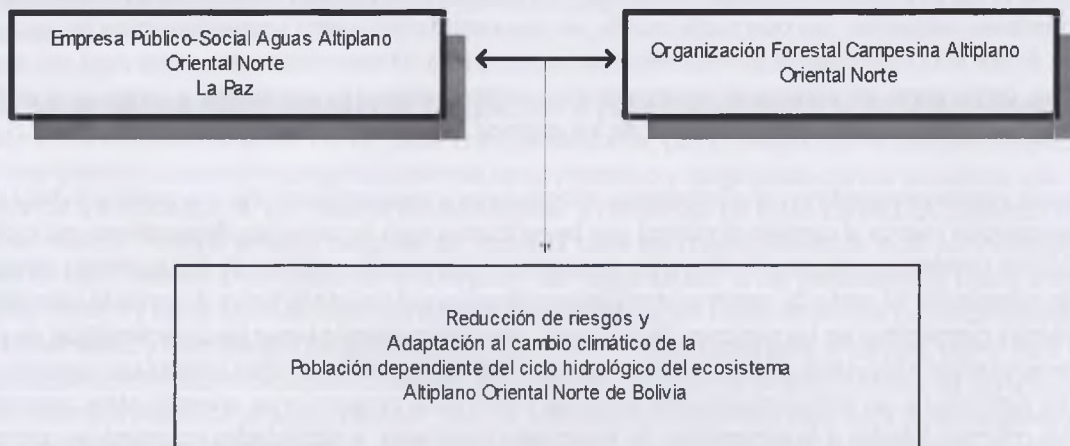 Empresa Público-Social Aguas Altiplano
Oriental Norte
La Paz
Organización Forestal Campesina Altiplano
Oriental Norte
Reducción de riesgos y
Adaptación al cambio climático de la
Población dependiente del ciclo hidrológico del ecosistema
Altiplano Oriental Norte de Bolivia